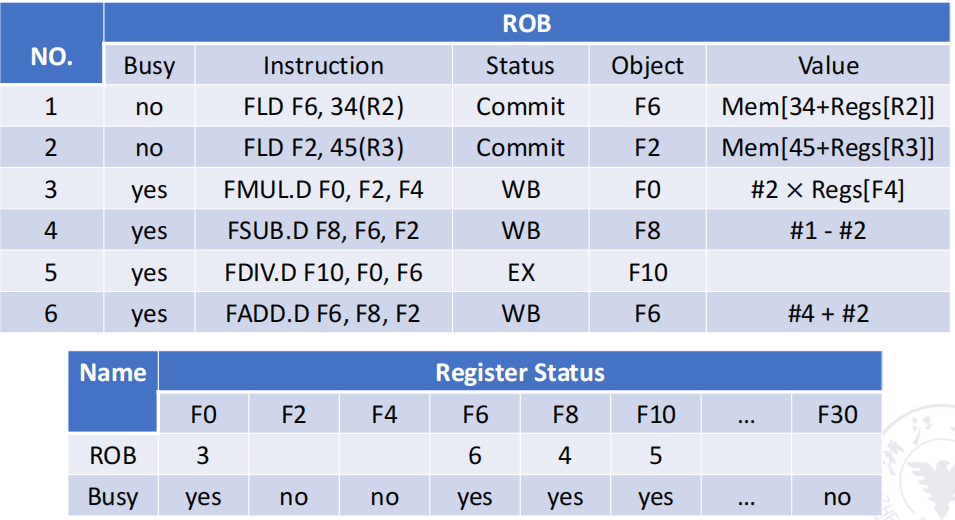 ROB
NO. Busy Instruction Status Object Value
1 no FLD F6, 34(R2) Commit F6 Mem[34+Regs[R2]]
2 no FLD F2, 45(R3) Commit F2 Mem[45+Regs[R3]]
3 yes FMUL.D F0, F2, F4 WB F0 #2 × Regs[F4]
4 yes FSUB.D F8, F6, F2 WB F8 #1 - #2
5 yes FDIV.D F10, F0, F6 EX F10
6 yes FADD.D F6, F8, F2 WB F6 #4 + #2
Name Register Status
F0 F2 F4 F6 F8 F10 ... F30
ROB 3 6 4 5
Busy yes no no yes yes yes ... no